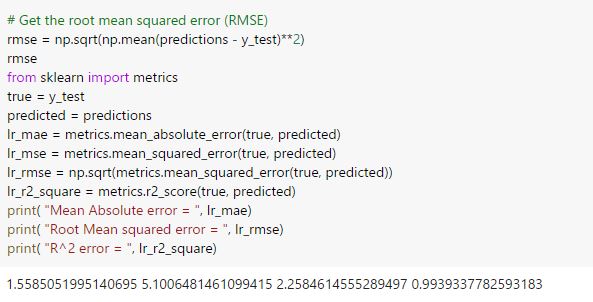 # Get the root mean squared error (RMSE)
rmse = np.sqrt(np.mean(predictions - y_test)**2)
rmse
from sklearn import metrics
true = y_test
predicted = predictions
lr_mae = metrics.mean_absolute_error(true, predicted)
lr_mse = metrics.mean_squared_error(true, predicted)
lr_rmse = np.sqrt(metrics.mean_squared_error(true, predicted))
lr_r2_square = metrics.r2_score(true, predicted)
print( "Mean Absolute error = ", lr_mae)
print( "Root Mean squared error = ", lr_rmse)
print( "R^2 error = ", lr_r2_square)
1.5585051995140695 5.1006481461099415 2.2584614555289497 0.9939337782593183